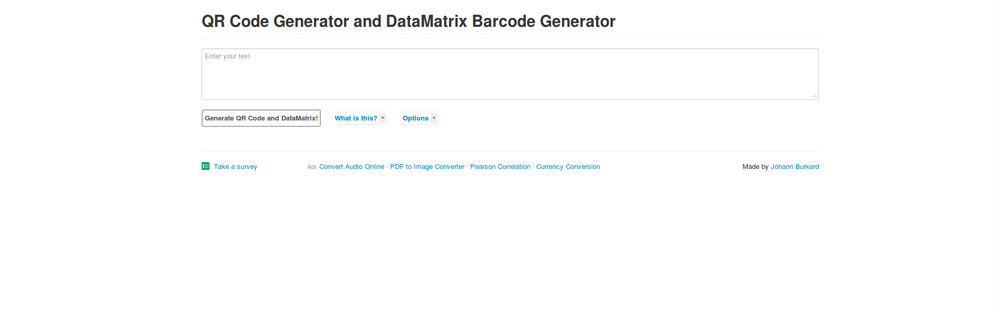 QR Code Generator and DataMatrix Barcode Generator
Enter your text
Generate QR Code and DataMatrix! What is this? Options
Take a survey Ads Convert Audio Online · PDF to Image Converter · Pearson Correlation · Currency Conversion Made by Johann Burkard